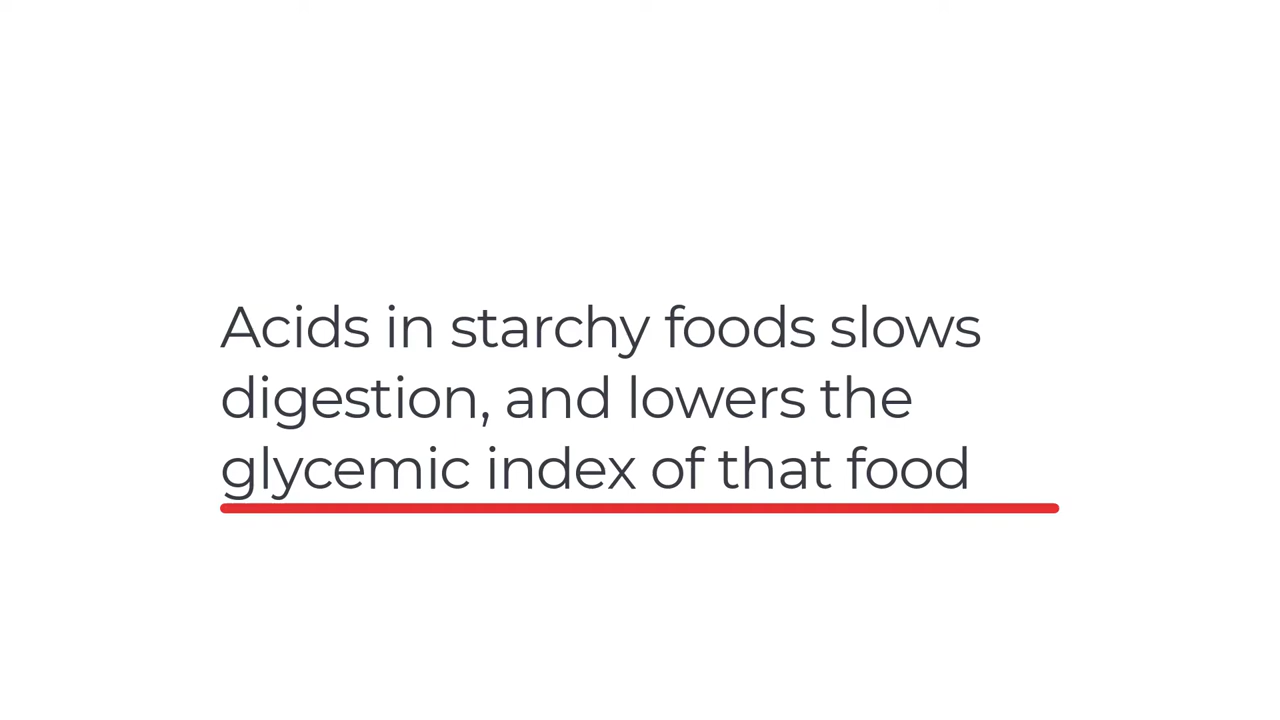 Acids in starchy foods slows
digestion, and lowers the
glycemic index of that food